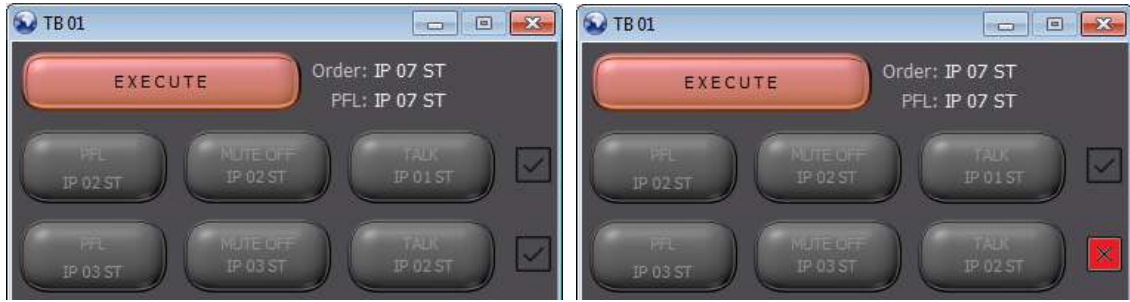 TB 01
EXECUTE
Order: IP 07 ST
PFL: IP 07 ST
PFL
IP 02 ST
MUTE OFF
IP 02 ST
TALK
IP 01 ST
PFL
IP 03 ST
MUTE OFF
IP 03 ST
TALK
IP 02 ST
TB 01
EXECUTE
Order: IP 07 ST
PFL: IP 07 ST
PFL
IP 02 ST
MUTE OFF
IP 02 ST
TALK
IP 01 ST
PFL
IP 03 ST
MUTE OFF
IP 03 ST
TALK
IP 02 ST